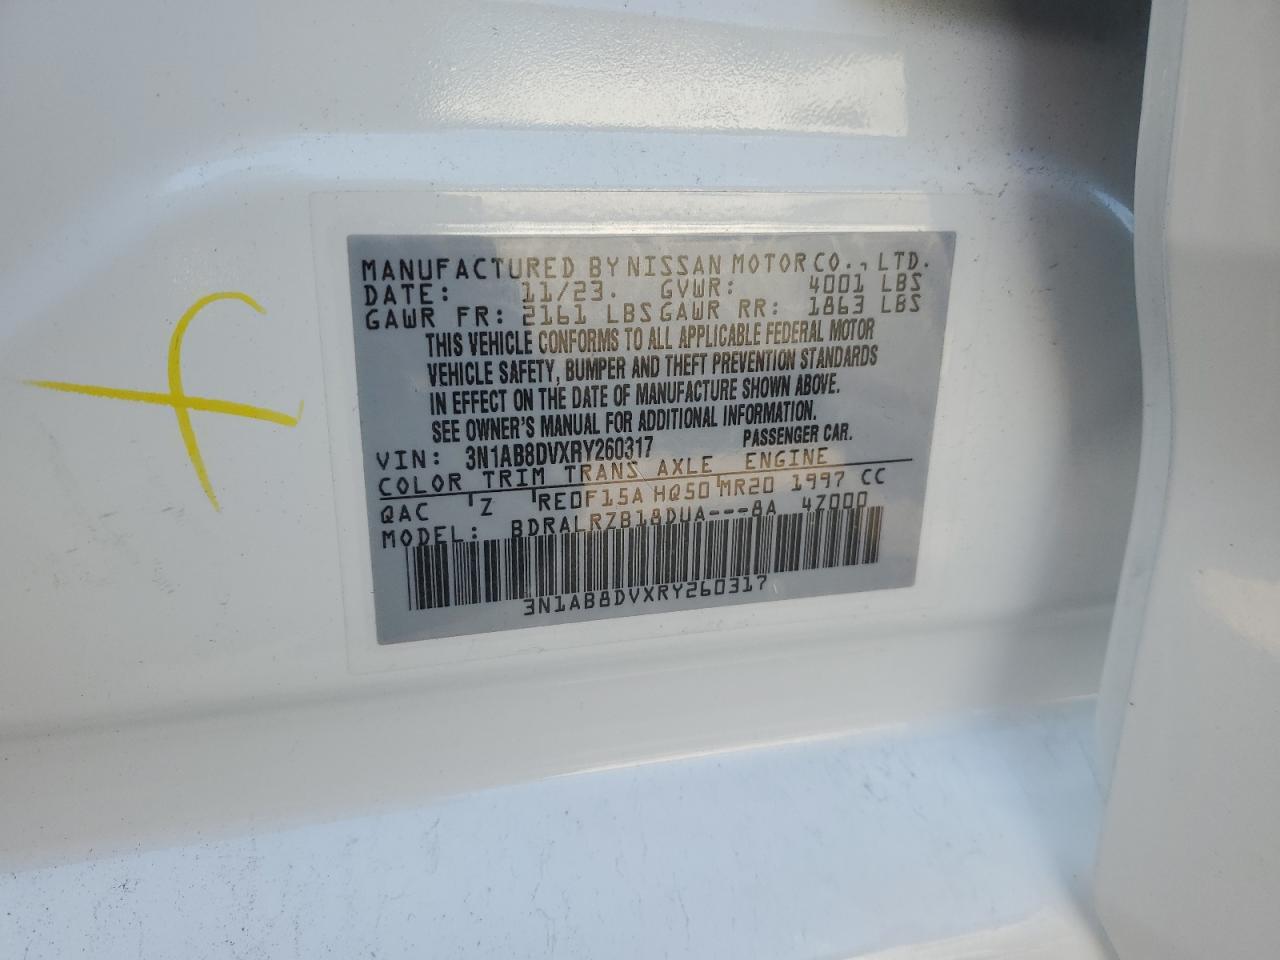 MANUFACTURED BY NISSAN MOTOR CO., LTD.
DATE: 11/23. GVWR: 4001 LBS
GAWR FR: 2161 LBS GAWR RR: 1863 LBS
THIS VEHICLE CONFORMS TO ALL APPLICABLE FEDERAL MOTOR
VEHICLE SAFETY, BUMPER AND THEFT PREVENTION STANDARDS
IN EFFECT ON THE DATE OF MANUFACTURE SHOWN ABOVE.
SEE OWNER'S MANUAL FOR ADDITIONAL INFORMATION.
VIN: 3N1AB8DVXRY260317 PASSENGER CAR.
COLOR TRIM TRANS AXLE ENGINE
QAC Z RE0F15A HQ50 MR20 1997 CC
MODEL: BDRALRZB18DUA---8A 4Z000
3N1AB8DVXRY260317